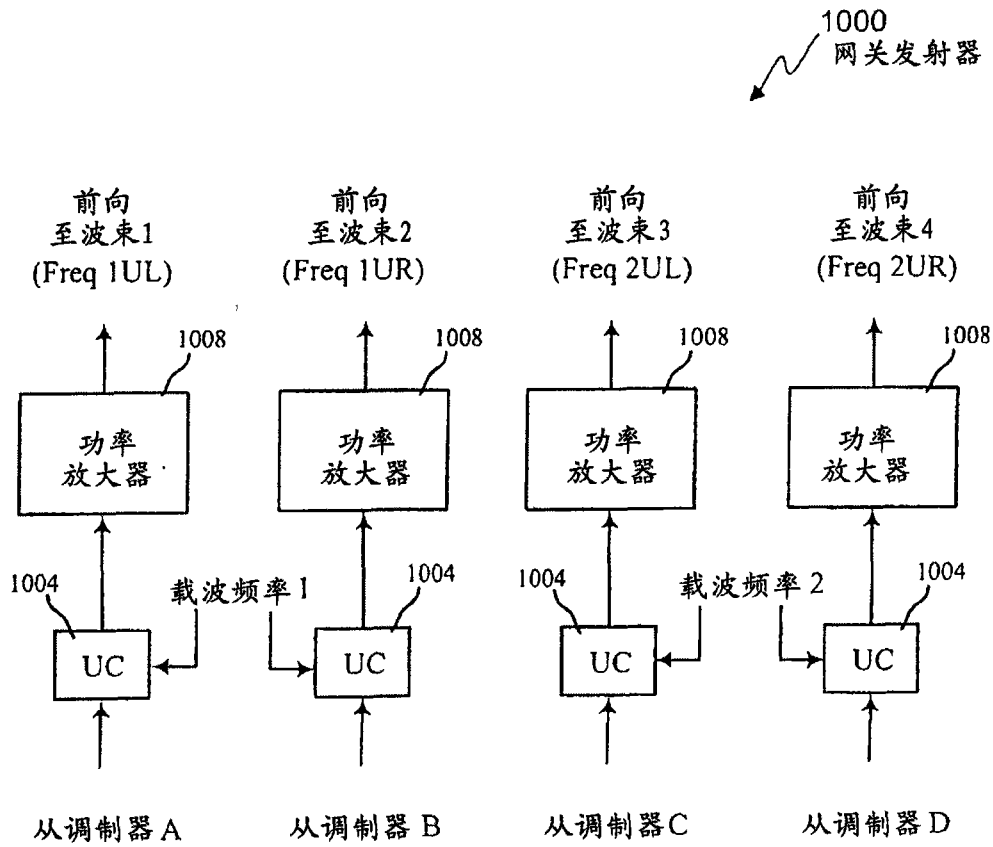 1000
网关发射器
前向
至波束1
(Freq 1UL)
前向
至波束2
(Freq 1UR)
前向
至波束3
(Freq 2UL)
前向
至波束4
(Freq 2UR)
1008
1008
1008
1008
功率
放大器
功率
放大器
功率
放大器
功率
放大器
1004
载波频率1
1004
1004
载波频率2
1004
UC
UC
UC
UC
从调制器A
从调制器B
从调制器C
从调制器D